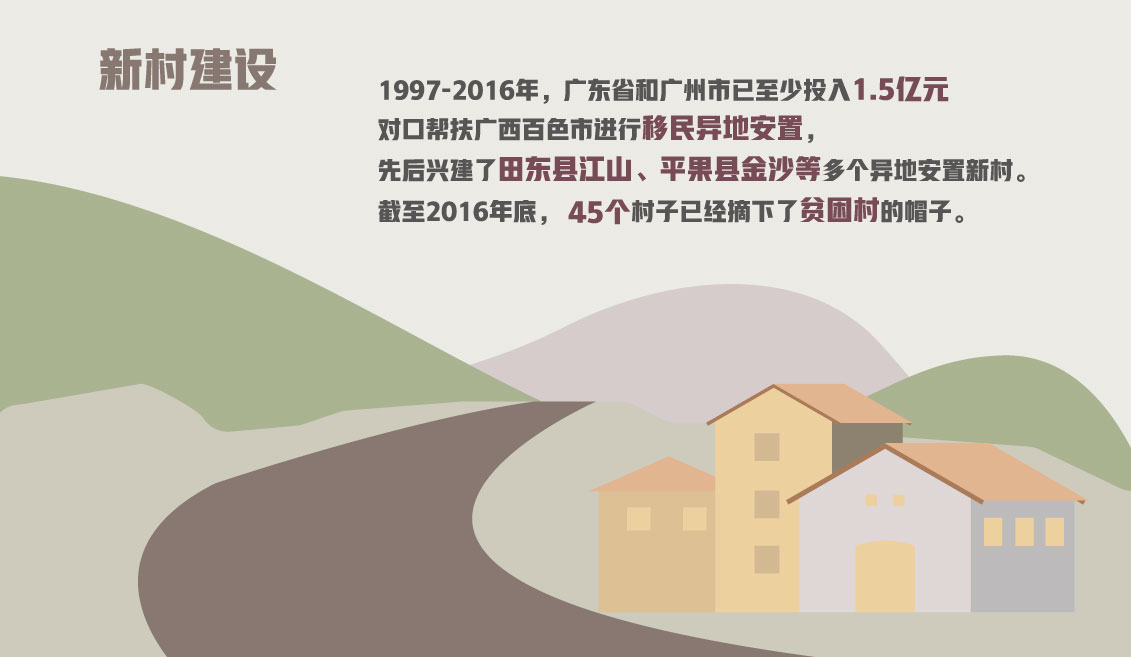 新村建设
1997-2016年，广东省和广州市已至少投入1.5亿元
对口帮扶广西百色市进行移民异地安置，
先后兴建了田东县江山、平果县金沙等多个异地安置新村。
截至2016年底，45个村子已经摘下了贫困村的帽子。